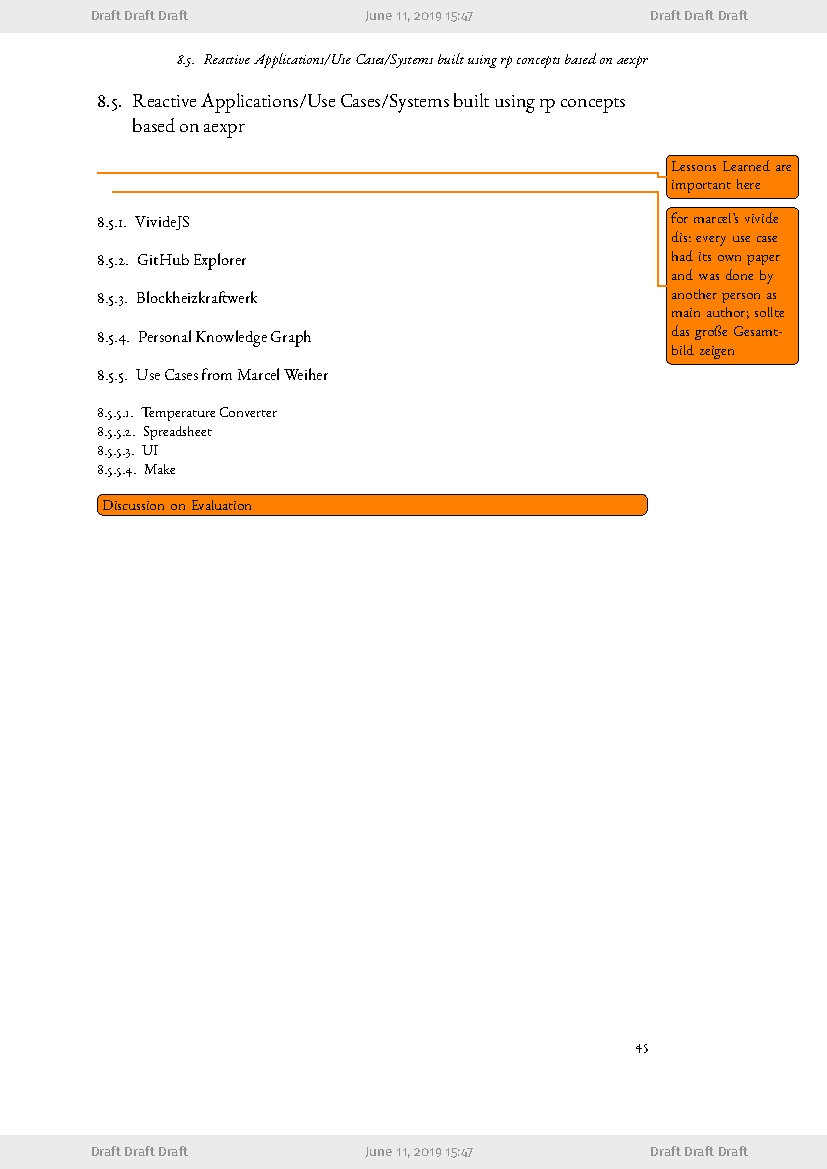 Draft Draft Draft June 11, 2019 15:47 Draft Draft Draft
8.5. Reactive Applications/Use Cases/Systems built using rp concepts based on aexpr
8.5. Reactive Applications/Use Cases/Systems built using rp concepts
based on aexpr
Lessons Learned are
important here
for marcel's vivide
dis: every use case
had its own paper
and was done by
another person as
main author; sollte
das große Gesamt-
bild zeigen
8.5.1. VivideJS
8.5.2. GitHub Explorer
8.5.3. Blockheizkraftwerk
8.5.4. Personal Knowledge Graph
8.5.5. Use Cases from Marcel Weiher
8.5.5.1. Temperature Converter
8.5.5.2. Spreadsheet
8.5.5.3. UI
8.5.5.4. Make
Discussion on Evaluation
45
Draft Draft Draft June 11, 2019 15:47 Draft Draft Draft